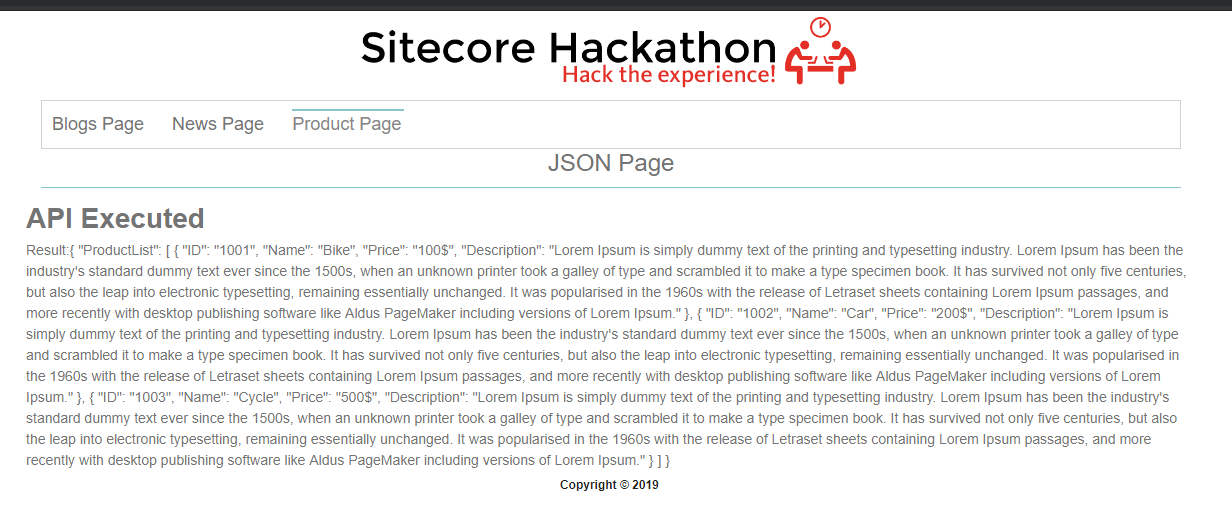 Sitecore Hackathon
Hack the experience!
Blogs Page News Page Product Page
JSON Page
API Executed
Result:{ "ProductList": [ { "ID": "1001", "Name": "Bike", "Price": "100$", "Description": "Lorem Ipsum is simply dummy text of the printing and typesetting industry. Lorem Ipsum has been the
industry's standard dummy text ever since the 1500s, when an unknown printer took a galley of type and scrambled it to make a type specimen book. It has survived not only five centuries,
but also the leap into electronic typesetting, remaining essentially unchanged. It was popularised in the 1960s with the release of Letraset sheets containing Lorem Ipsum passages, and
more recently with desktop publishing software like Aldus PageMaker including versions of Lorem Ipsum." }, { "ID": "1002", "Name": "Car", "Price": "200$", "Description": "Lorem Ipsum is
simply dummy text of the printing and typesetting industry. Lorem Ipsum has been the industry's standard dummy text ever since the 1500s, when an unknown printer took a galley of type
and scrambled it to make a type specimen book. It has survived not only five centuries, but also the leap into electronic typesetting, remaining essentially unchanged. It was popularised in
the 1960s with the release of Letraset sheets containing Lorem Ipsum passages, and more recently with desktop publishing software like Aldus PageMaker including versions of Lorem
Ipsum." }, { "ID": "1003", "Name": "Cycle", "Price": "500$", "Description": "Lorem Ipsum is simply dummy text of the printing and typesetting industry. Lorem Ipsum has been the industry's
standard dummy text ever since the 1500s, when an unknown printer took a galley of type and scrambled it to make a type specimen book. It has survived not only five centuries, but also
the leap into electronic typesetting, remaining essentially unchanged. It was popularised in the 1960s with the release of Letraset sheets containing Lorem Ipsum passages, and more
recently with desktop publishing software like Aldus PageMaker including versions of Lorem Ipsum." } ] }
Copyright © 2019